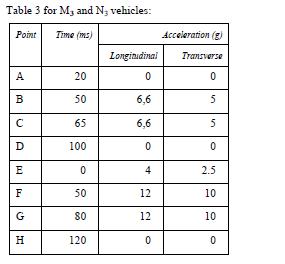 Table 3 for M3 and N3 vehicles:
Point Time (ms) Acceleration (g)
Longitudinal Transverse
A 20 0 0
B 50 6,6 5
C 65 6,6 5
D 100 0 0
E 0 4 2.5
F 50 12 10
G 80 12 10
H 120 0 0